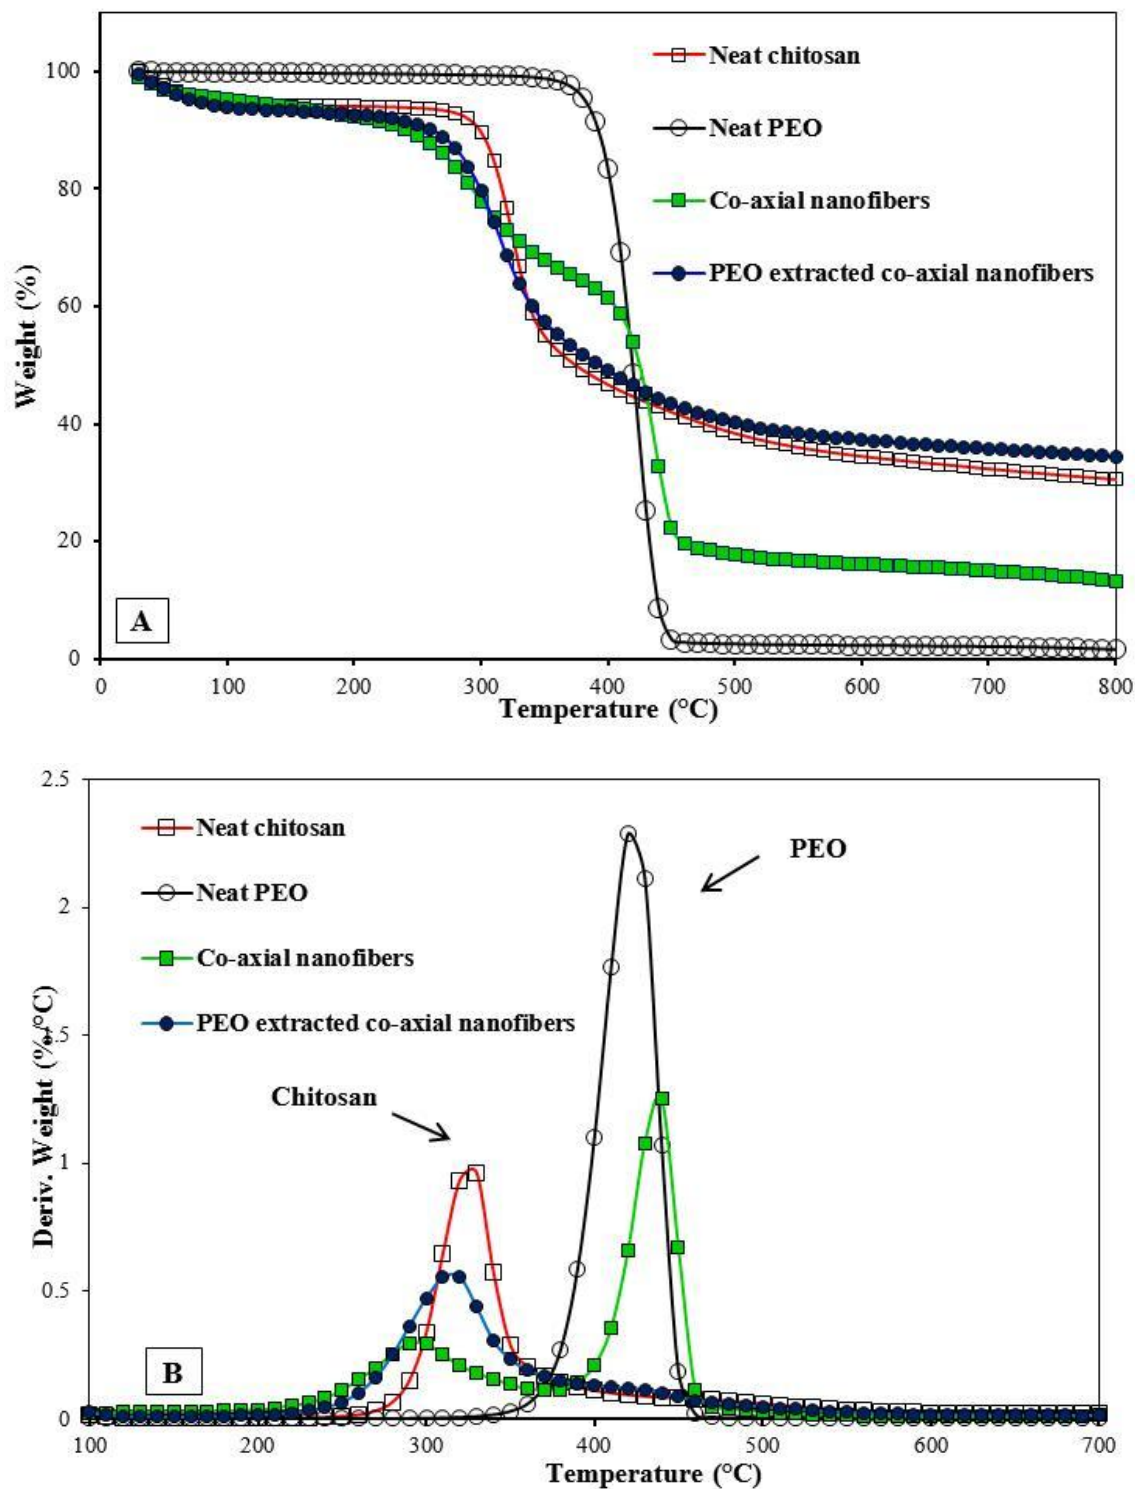 100
80
60
40
20
0
Weight (%)
Neat chitosan
Neat PEO
Co-axial nanofibers
PEO extracted co-axial nanofibers
A
0 100 200 300 400 500 600 700 800
Temperature (°C)
2.5
2
1.5
1
0.5
0
Deriv. Weight (%/°C)
Neat chitosan
Neat PEO
Co-axial nanofibers
PEO extracted co-axial nanofibers
PEO
Chitosan
B
100 200 300 400 500 600 700
Temperature (°C)